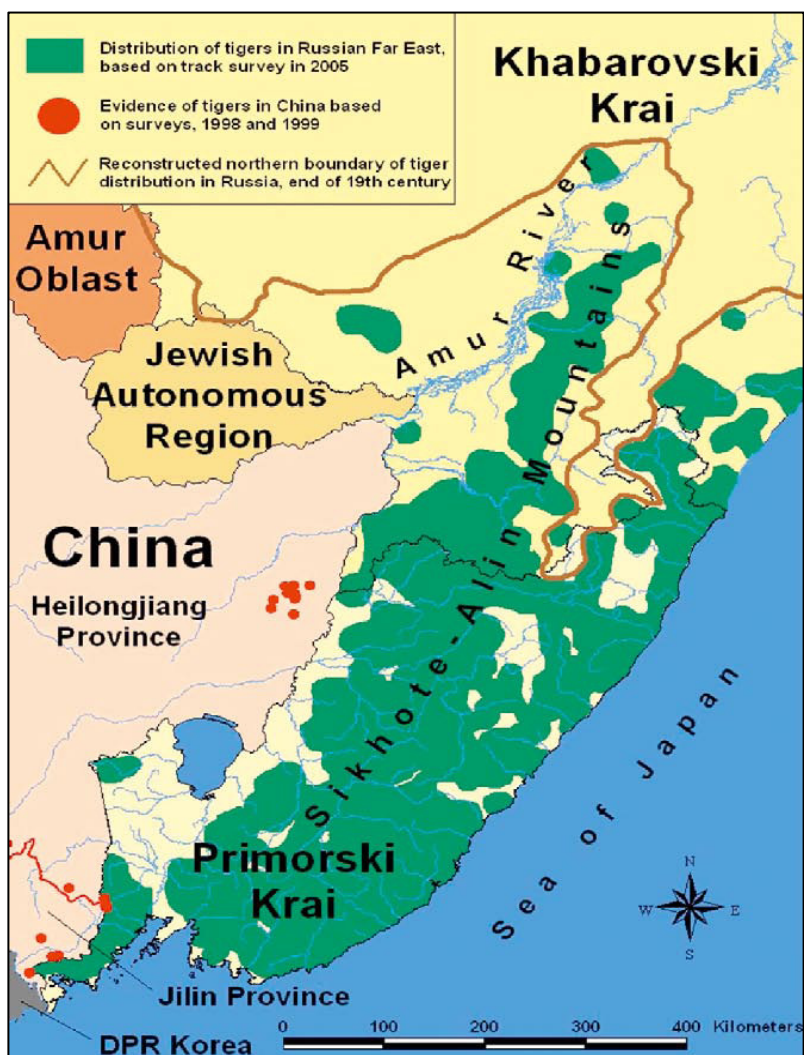 Distribution of tigers in Russian Far East,
based on track survey in 2005
Evidence of tigers in China based
on surveys, 1998 and 1999
Reconstructed northern boundary of tiger
distribution in Russia, end of 19th century
Khabarovski
Krai
Amur
Oblast
Amur River
Jewish
Autonomous
Region
Sikhote-Alin Mountains
China
Heilongjiang
Province
Sea of Japan
Primorski
Krai
N
W E
S
Jilin Province
DPR Korea
0 100 200 300 400 Kilometers